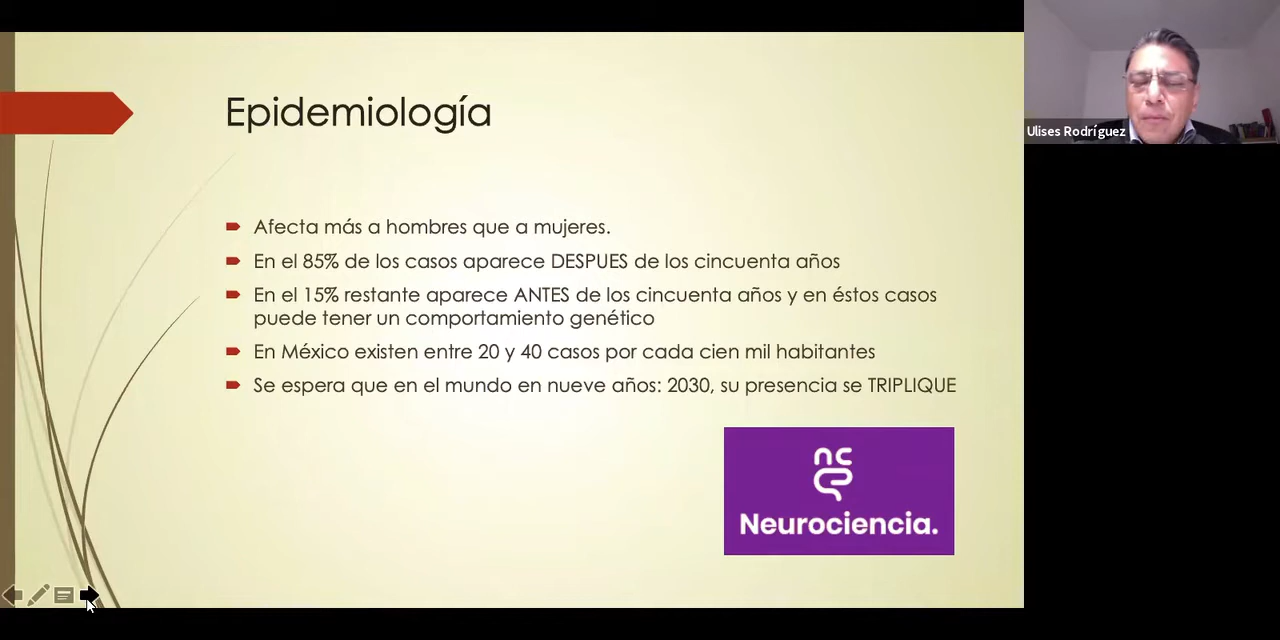 Epidemiología
Afecta más a hombres que a mujeres.
En el 85% de los casos aparece DESPUES de los cincuenta años
En el 15% restante aparece ANTES de los cincuenta años y en éstos casos
puede tener un comportamiento genético
En México existen entre 20 y 40 casos por cada cien mil habitantes
Se espera que en el mundo en nueve años: 2030, su presencia se TRIPLIQUE
nc
Neurociencia.
Ulises Rodríguez